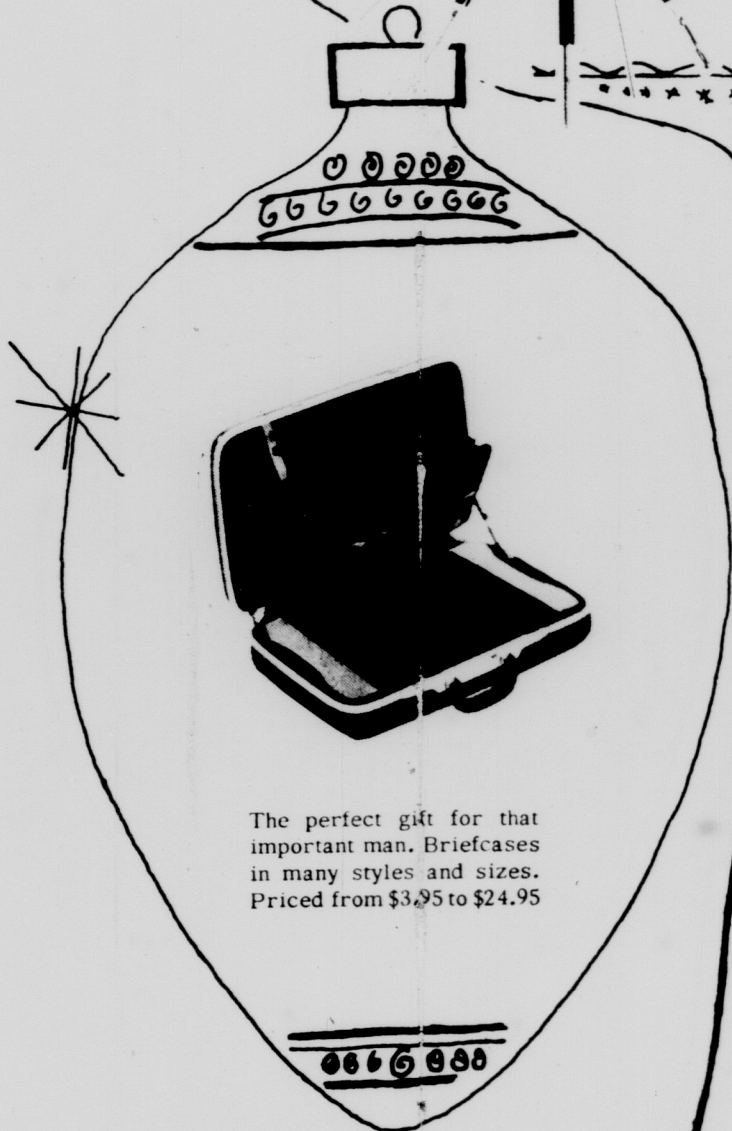 The perfect gift for that
important man. Briefcases
in many styles and sizes.
Priced from $3.95 to $24.95